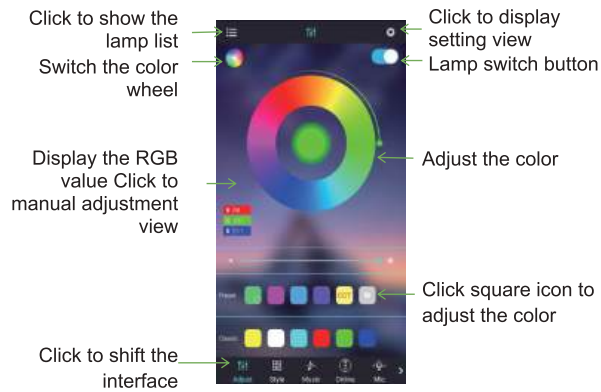 Click to show the
lamp list
Switch the color
wheel
Display the RGB
value Click to
manual adjustment
view
Click to shift the
interface
Click to display
setting view
Lamp switch button
Adjust the color
Click square icon to
adjust the color
Classic
Adjust
Style
Music
Mic